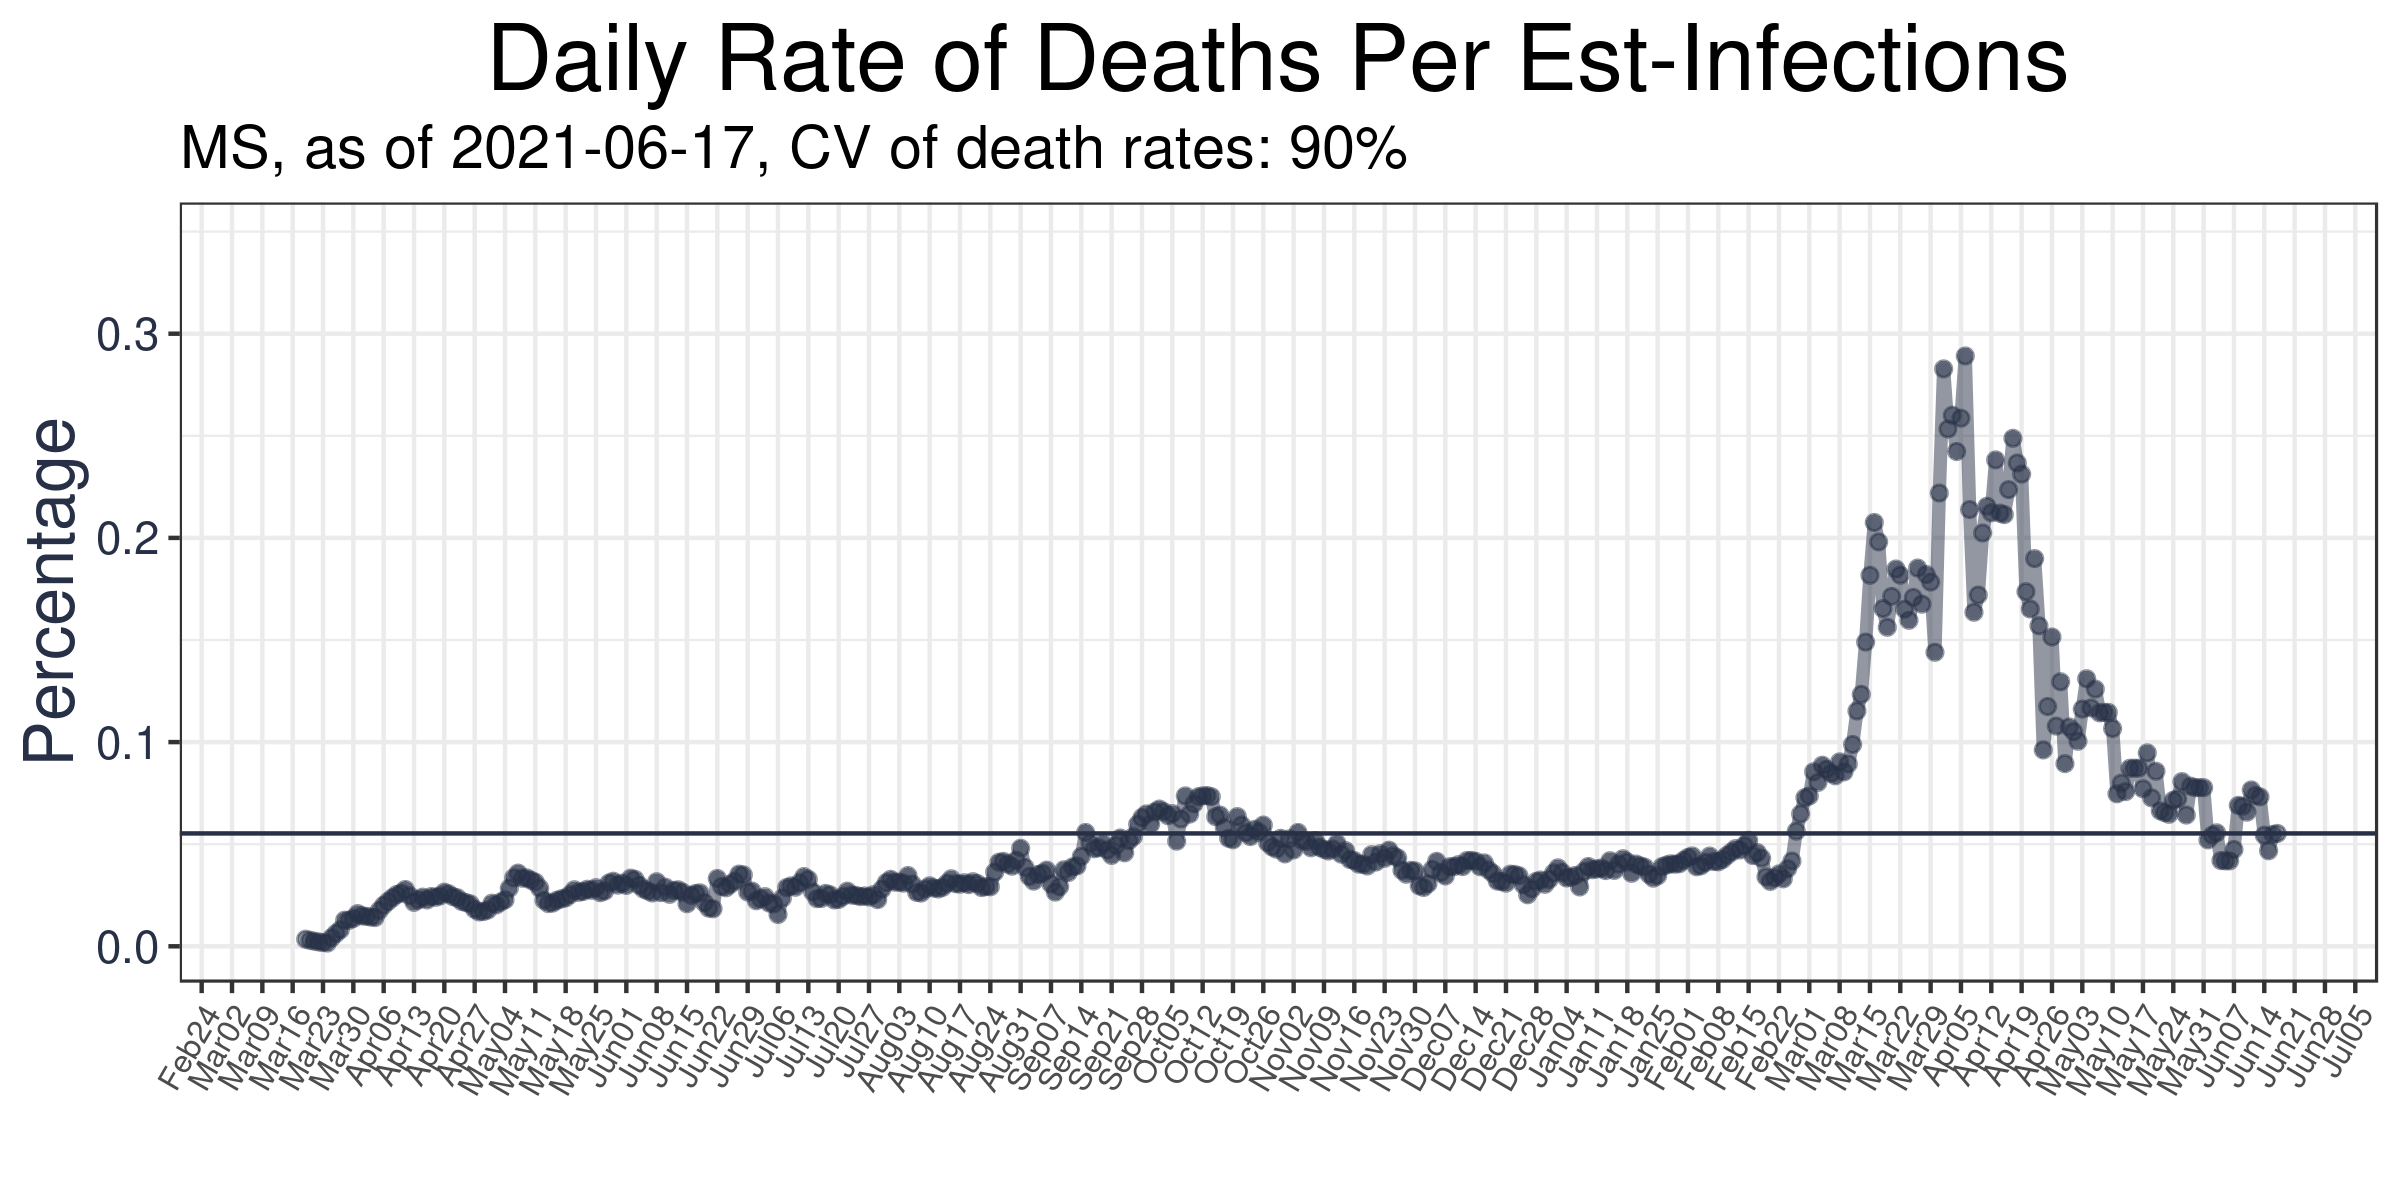 Daily Rate of Deaths Per Est-Infections
MS, as of 2021-06-17, CV of death rates: 90%
Percentage
0.3
0.2
0.1
0.0
Feb24
Mar02
Mar09
Mar16
Mar23
Mar30
Apr06
Apr13
Apr20
Apr27
May04
May11
May18
May25
Jun01
Jun08
Jun15
Jun22
Jun29
Jul06
Jul13
Jul20
Jul27
Aug03
Aug10
Aug17
Aug24
Aug31
Sep07
Sep14
Sep21
Sep28
Oct05
Oct12
Oct19
Oct26
Nov02
Nov09
Nov16
Nov23
Nov30
Dec07
Dec14
Dec21
Dec28
Jan04
Jan11
Jan18
Jan25
Feb01
Feb08
Feb15
Feb22
Mar01
Mar08
Mar15
Mar22
Mar29
Apr05
Apr12
Apr19
Apr26
May03
May10
May17
May24
May31
Jun07
Jun14
Jun21
Jun28
Jul05